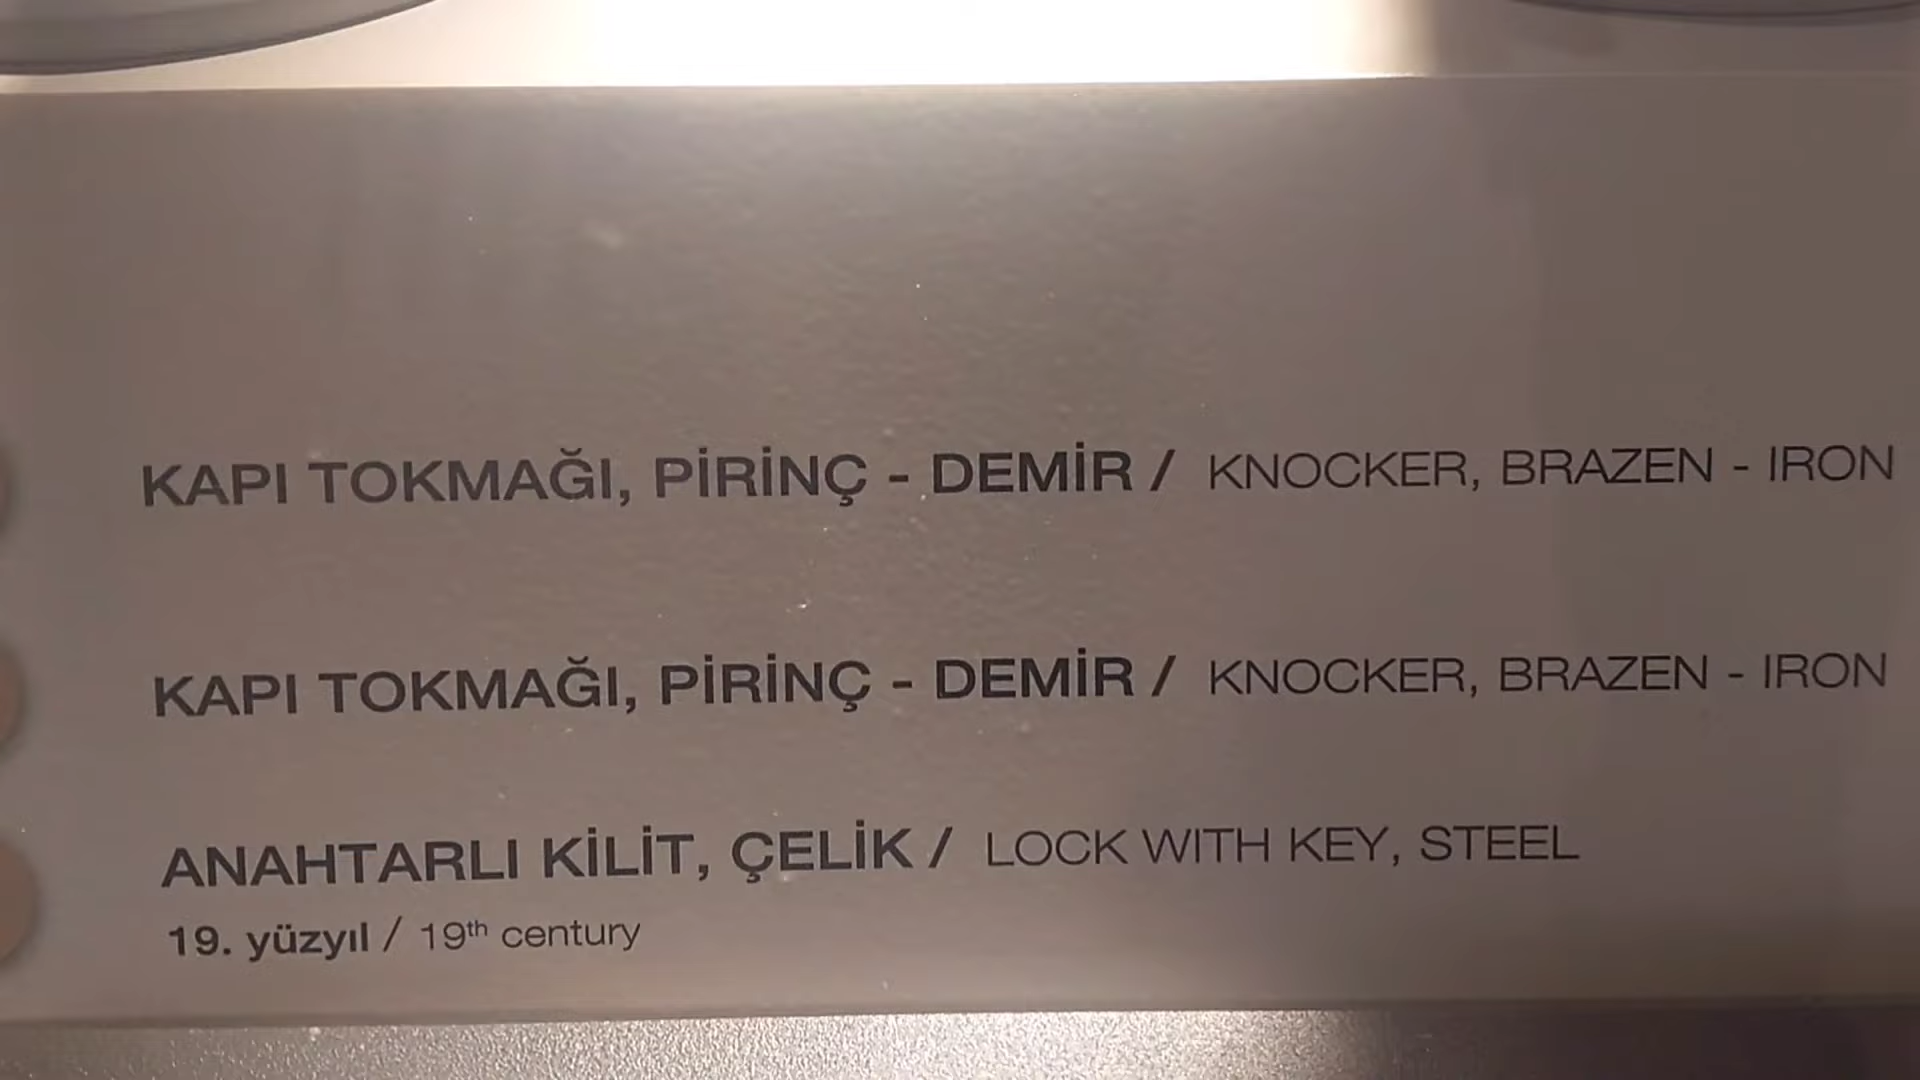 KAPI TOKMAĞI, PİRİNÇ - DEMİR / KNOCKER, BRAZEN - IRON
KAPI TOKMAĞI, PİRİNÇ - DEMİR / KNOCKER, BRAZEN - IRON
ANAHTARLI KİLİT, ÇELİK / LOCK WITH KEY, STEEL
19. yüzyıl / 19th century